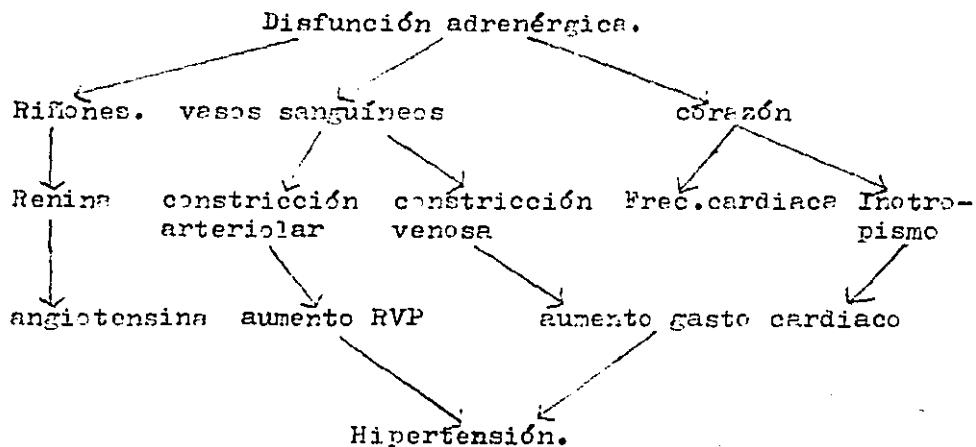 Disfunción adrenérgica.
Riñones. vasos sanguíneos corazón
Renina constricción constricción Frec.cardiaca Inotro-
arteriolar venosa pismo
angiotensina aumento RVP aumento gasto cardiaco
Hipertensión.